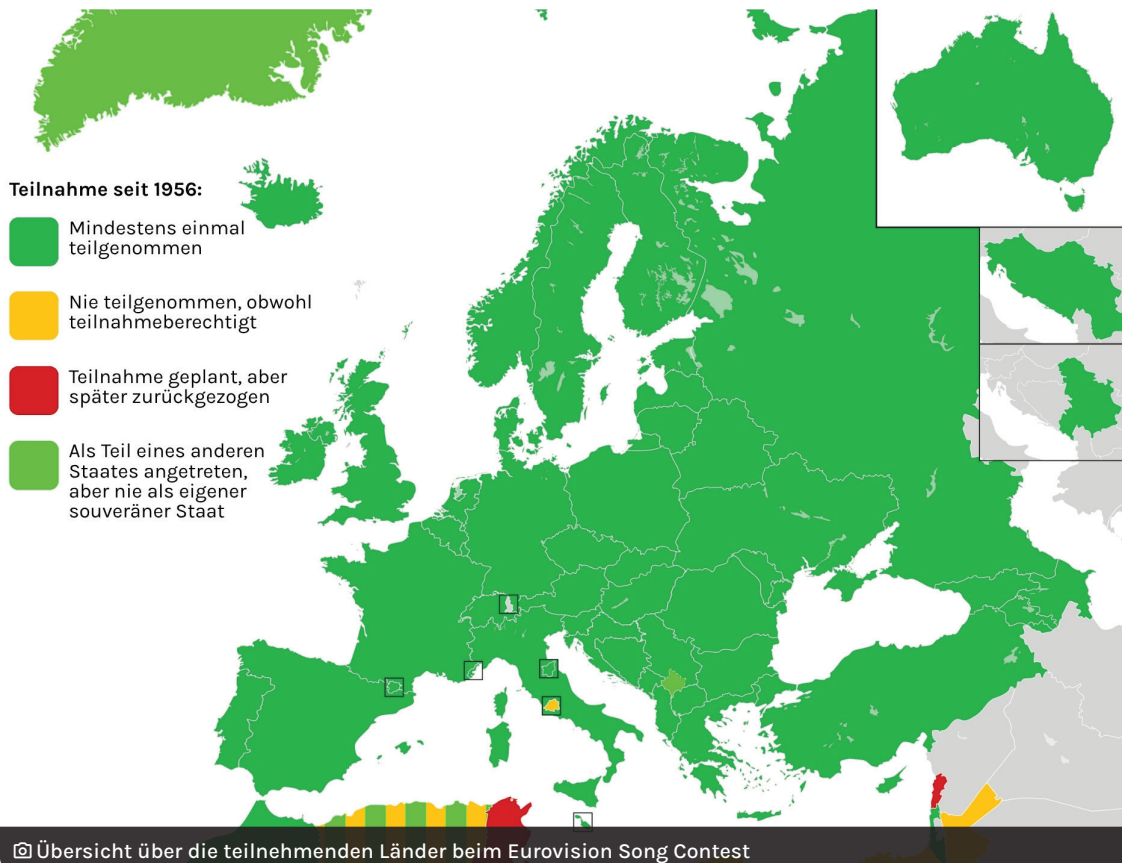 Teilnahme seit 1956:
Mindestens einmal
teilgenommen
Nie teilgenommen, obwohl
teilnahmeberechtigt
Teilnahme geplant, aber
später zurückgezogen
Als Teil eines anderen
Staates angetreten,
aber nie als eigener
souveräner Staat
Übersicht über die teilnehmenden Länder beim Eurovision Song Contest